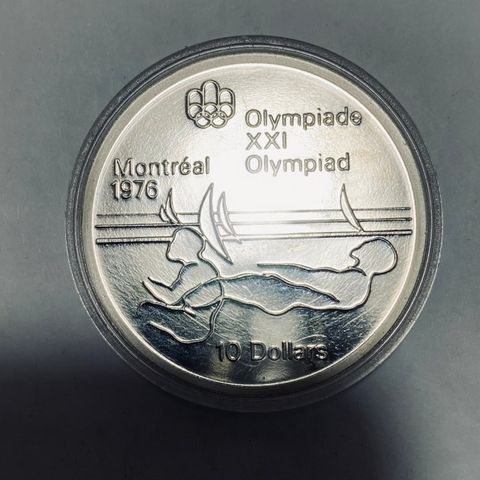 Olympiade
XXI
Olympiad
Montréal
1976
10 Dollars